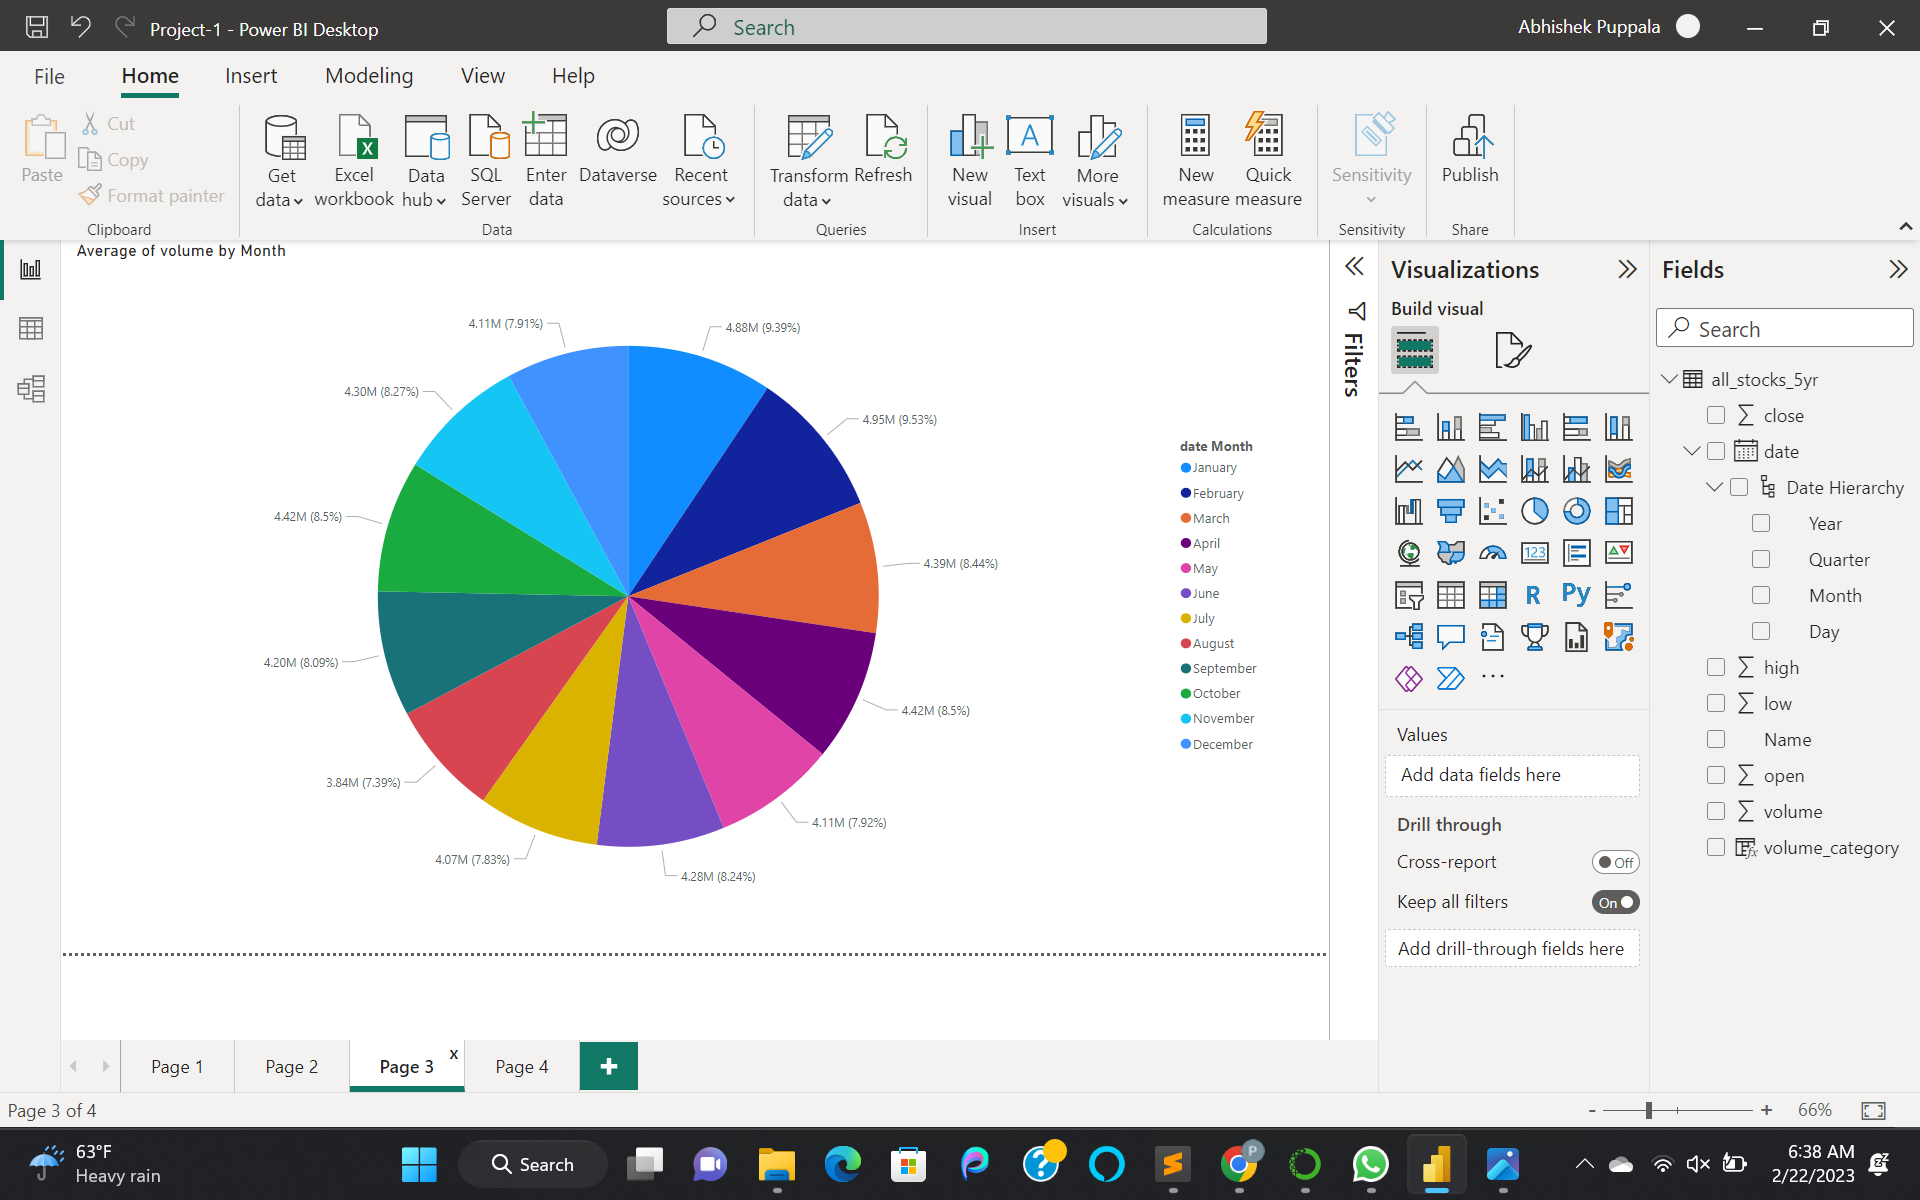 Project-1 - Power BI Desktop
Search
Abhishek Puppala
File
Home
Insert
Modeling
View
Help
Paste
Cut
Copy
Format painter
Clipboard
Get data
Excel workbook
Data hub
SQL Server
Enter data
Dataverse
Recent sources
Data
Transform data
Refresh
Queries
New visual
A
Text box
More visuals
Insert
New measure
Quick measure
Calculations
Sensitivity
Sensitivity
Publish
Share
Average of volume by Month
4.11M (7.91%)
4.88M (9.39%)
4.30M (8.27%)
4.95M (9.53%)
4.42M (8.5%)
4.39M (8.44%)
4.20M (8.09%)
4.42M (8.5%)
3.84M (7.39%)
4.11M (7.92%)
4.07M (7.83%)
4.28M (8.24%)
date Month
January
February
March
April
May
June
July
August
September
October
November
December
Filters
Visualizations
Build visual
123
R
Py
Values
Add data fields here
Drill through
Cross-report
Off
Keep all filters
On
Add drill-through fields here
Fields
Search
all_stocks_5yr
close
date
Date Hierarchy
Year
Quarter
Month
Day
high
low
Name
open
volume
volume_category
Page 1
Page 2
Page 3
x
Page 4
+
Page 3 of 4
- + 66%
63°F
Heavy rain
Search
P
6:38 AM
2/22/2023